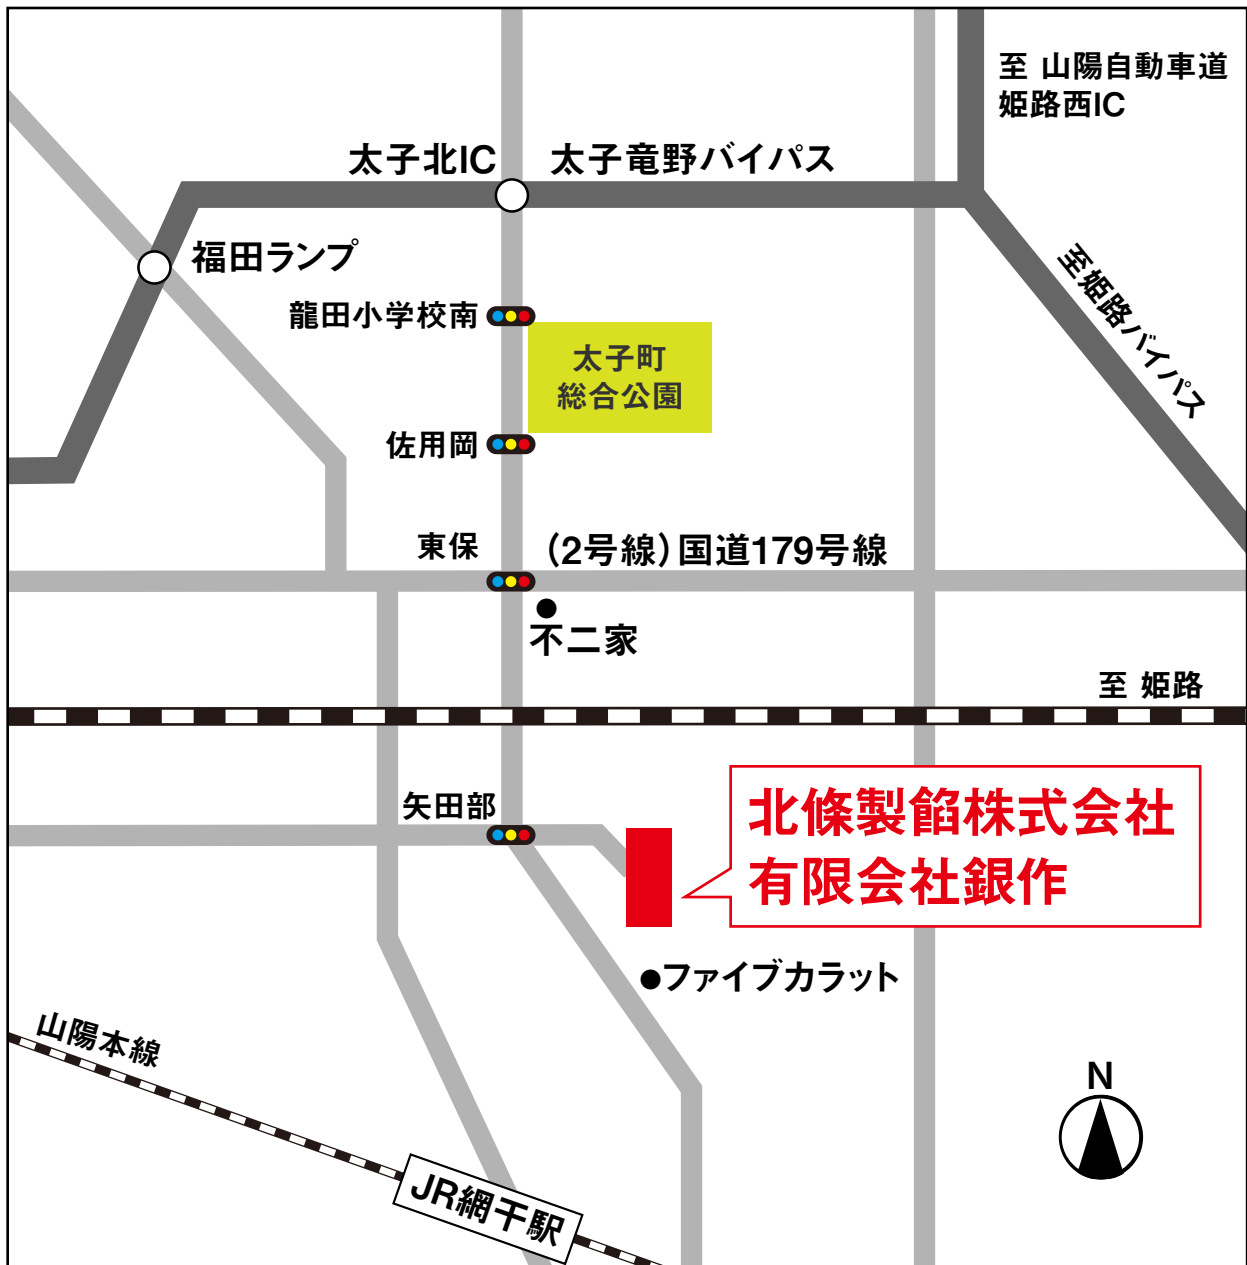 至 山陽自動車道
姫路西IC
太子北IC
太子竜野バイパス
福田ランプ
至姫路バイパス
龍田小学校南
太子町
総合公園
佐用岡
東保
(2号線)国道179号線
不二家
至 姫路
矢田部
北條製餡株式会社
有限会社銀作
ファイブカラット
山陽本線
N
JR網干駅